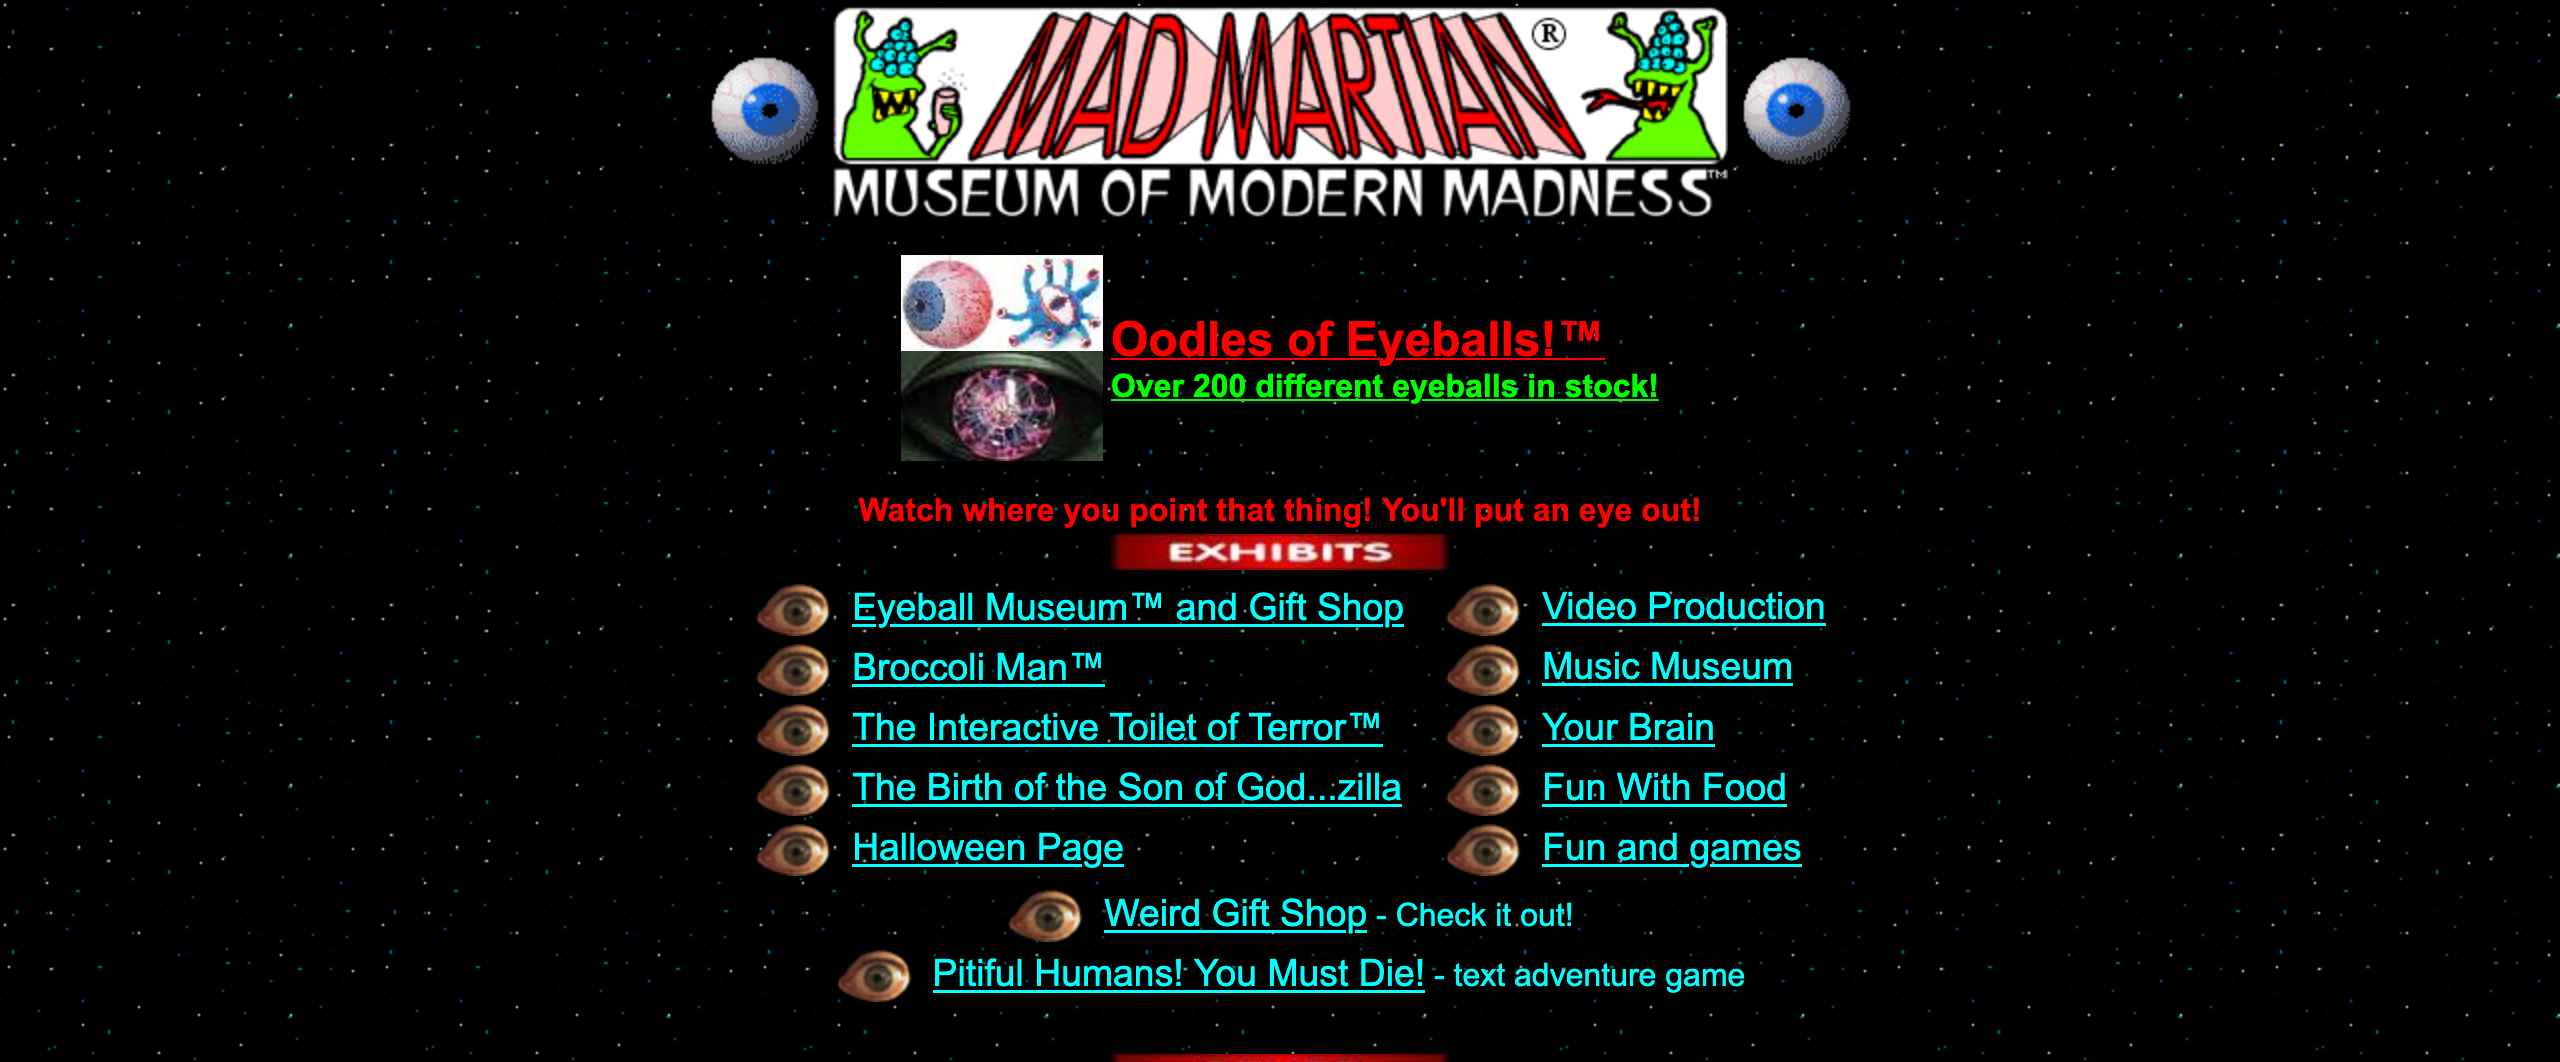 MAD MARTIAN®
MUSEUM OF MODERN MADNESS™
Oodles of Eyeballs!™
Over 200 different eyeballs in stock!
Watch where you point that thing! You'll put an eye out!
EXHIBITS
Eyeball Museum™ and Gift Shop
Video Production
Broccoli Man™
Music Museum
The Interactive Toilet of Terror™
Your Brain
The Birth of the Son of God...zilla
Fun With Food
Halloween Page
Fun and games
Weird Gift Shop - Check it out!
Pitiful Humans! You Must Die! - text adventure game